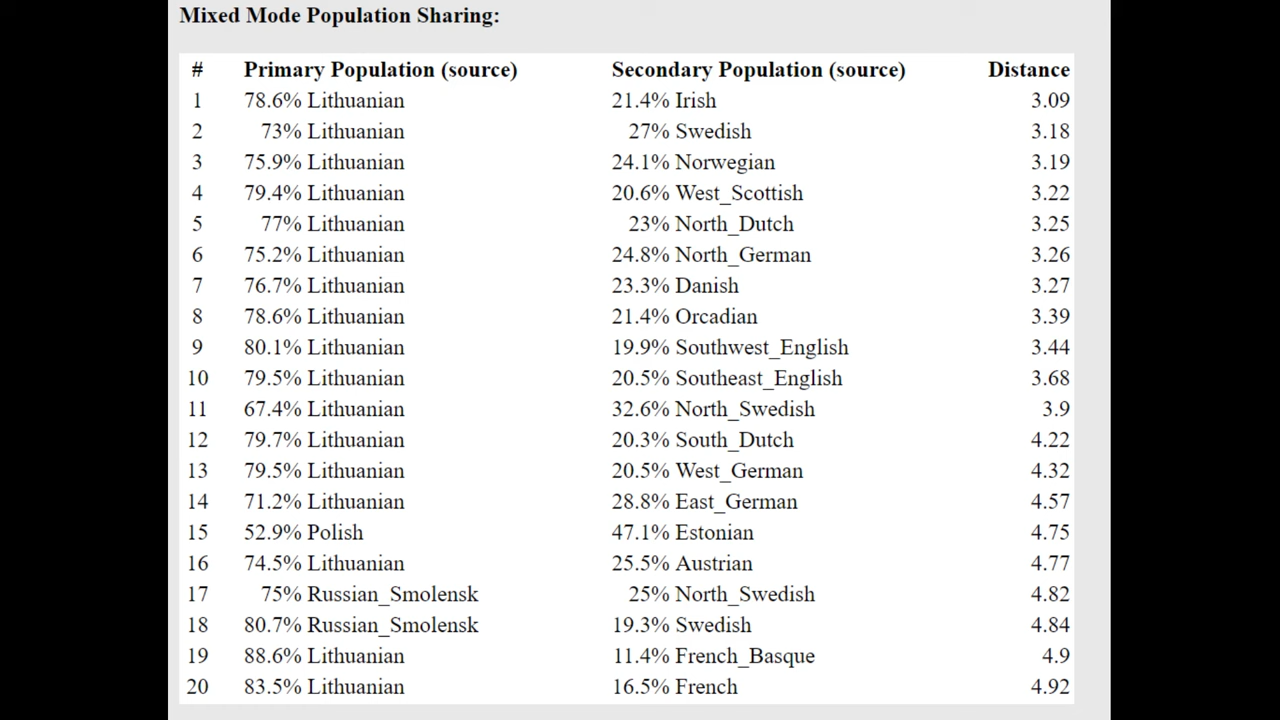 Mixed Mode Population Sharing:
# Primary Population (source) Secondary Population (source) Distance
1 78.6% Lithuanian 21.4% Irish 3.09
2 73% Lithuanian 27% Swedish 3.18
3 75.9% Lithuanian 24.1% Norwegian 3.19
4 79.4% Lithuanian 20.6% West_Scottish 3.22
5 77% Lithuanian 23% North_Dutch 3.25
6 75.2% Lithuanian 24.8% North_German 3.26
7 76.7% Lithuanian 23.3% Danish 3.27
8 78.6% Lithuanian 21.4% Orcadian 3.39
9 80.1% Lithuanian 19.9% Southwest_English 3.44
10 79.5% Lithuanian 20.5% Southeast_English 3.68
11 67.4% Lithuanian 32.6% North_Swedish 3.9
12 79.7% Lithuanian 20.3% South_Dutch 4.22
13 79.5% Lithuanian 20.5% West_German 4.32
14 71.2% Lithuanian 28.8% East_German 4.57
15 52.9% Polish 47.1% Estonian 4.75
16 74.5% Lithuanian 25.5% Austrian 4.77
17 75% Russian_Smolensk 25% North_Swedish 4.82
18 80.7% Russian_Smolensk 19.3% Swedish 4.84
19 88.6% Lithuanian 11.4% French_Basque 4.9
20 83.5% Lithuanian 16.5% French 4.92